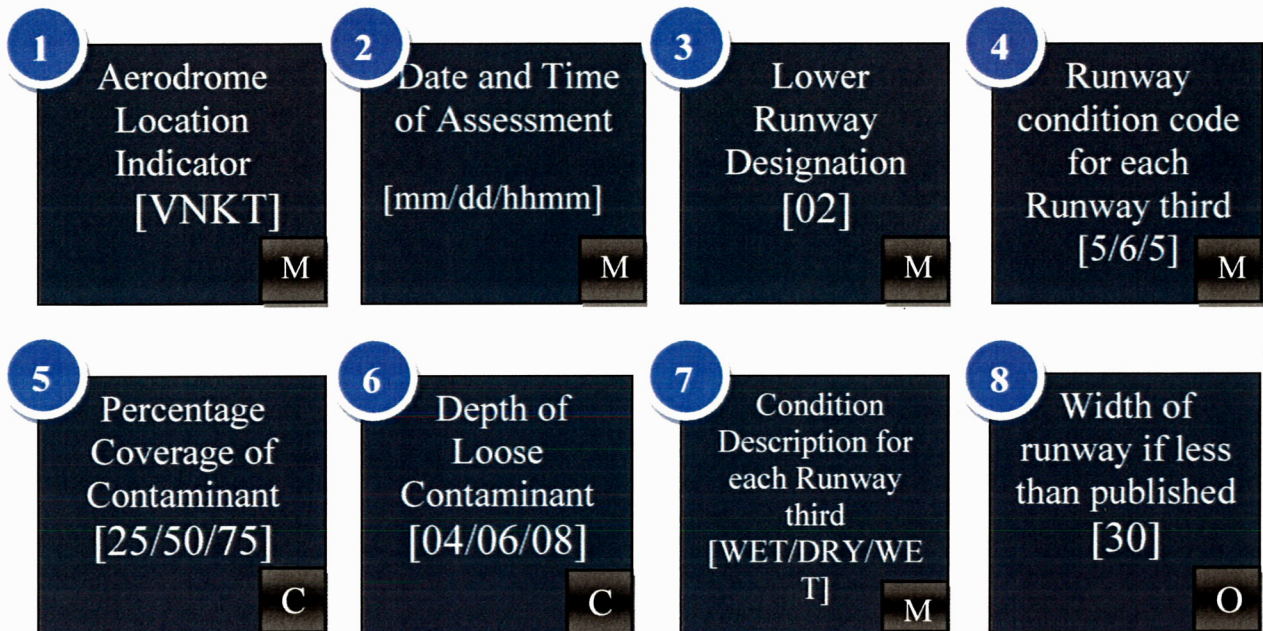 1
Aerodrome
Location
Indicator
[VNKT]
M
2
Date and Time
of Assessment
[mm/dd/hhmm]
M
3
Lower
Runway
Designation
[02]
M
4
Runway
condition code
for each
Runway third
[5/6/5]
M
5
Percentage
Coverage of
Contaminant
[25/50/75]
C
6
Depth of
Loose
Contaminant
[04/06/08]
C
7
Condition
Description for
each Runway
third
[WET/DRY/WE
T]
M
8
Width of
runway if less
than published
[30]
O